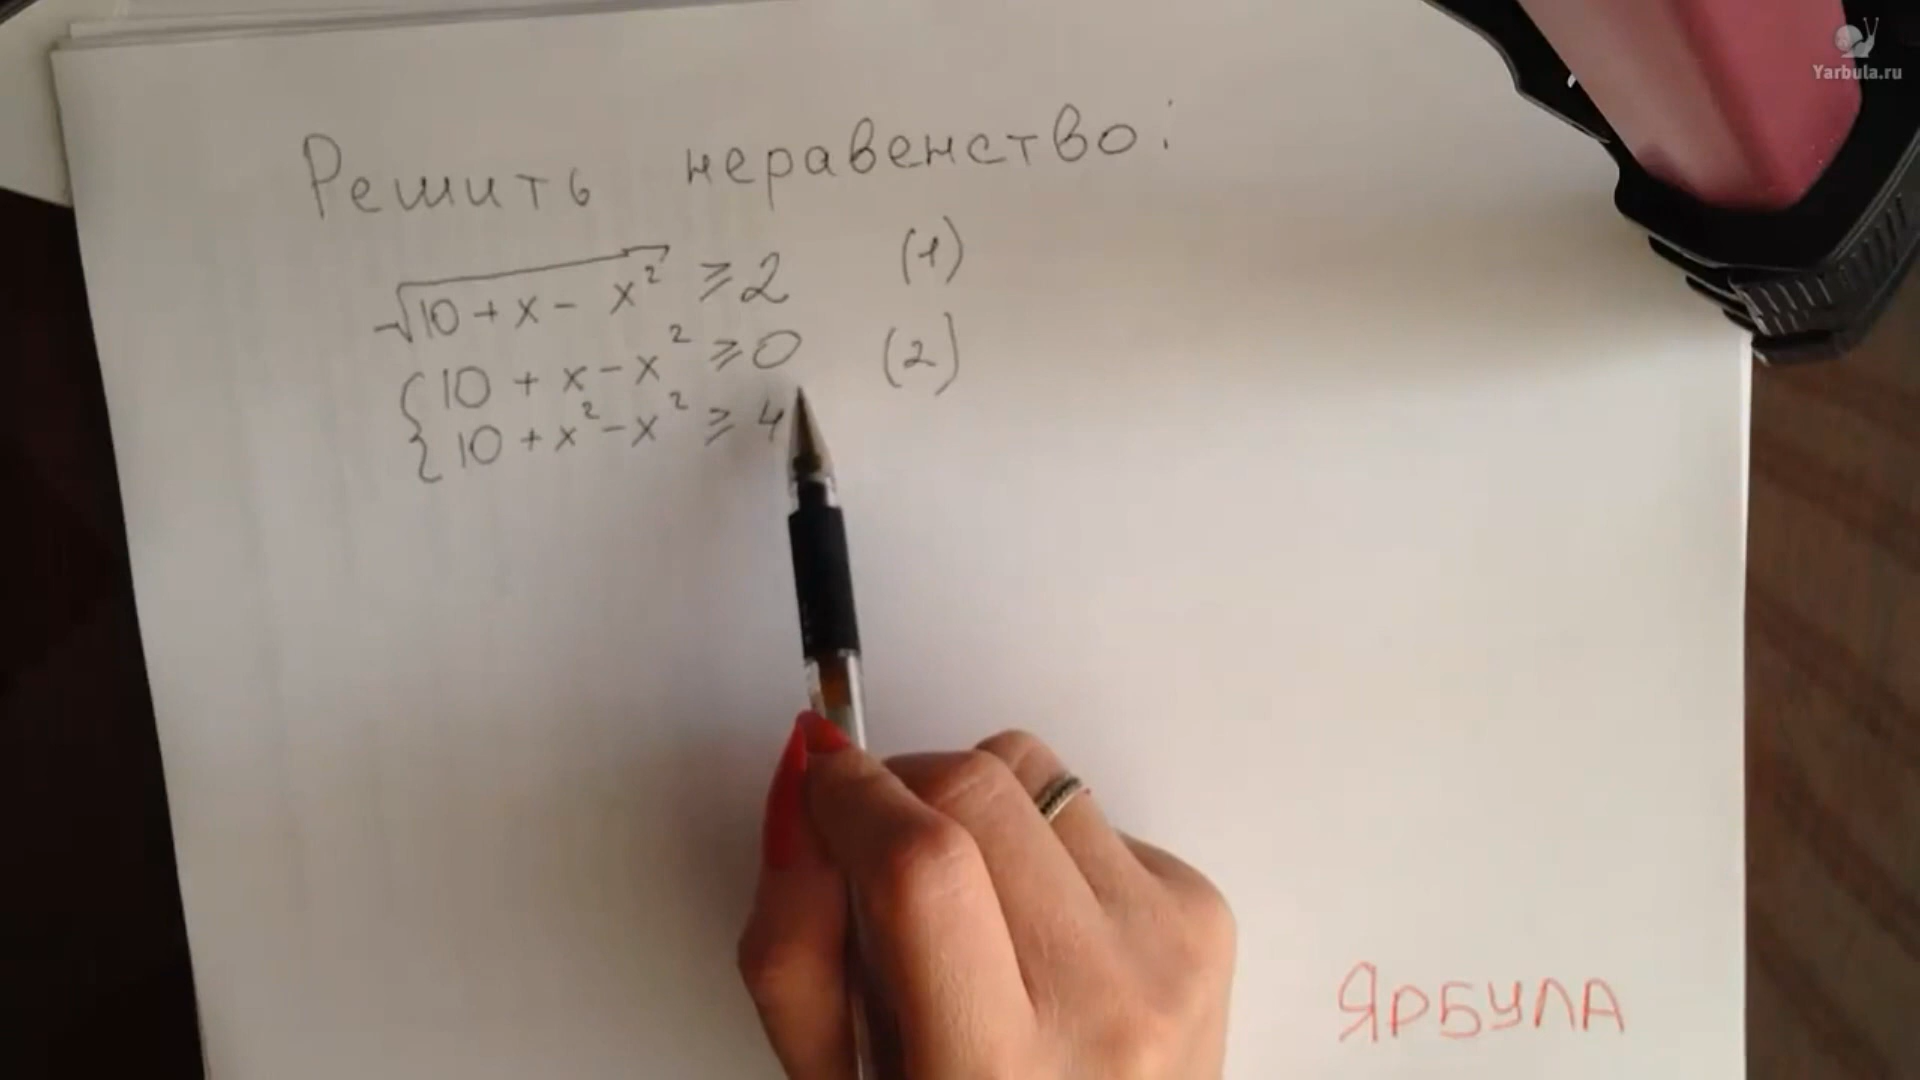 Yarbula.ru
Решить неравенство:
√10 + x - x² ≥ 2 (1)
{10 + x - x² ≥ 0 (2)
{10 + x² - x² ≥ 4
ЯРБУЛА